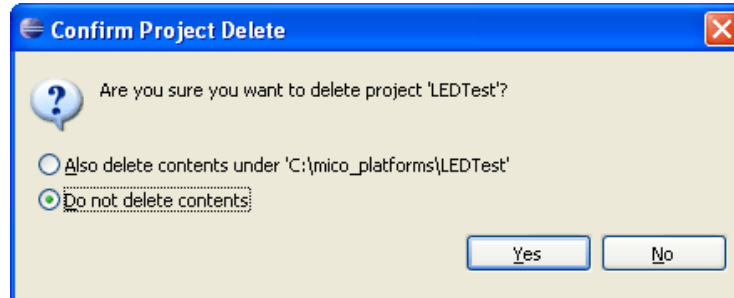 Confirm Project Delete
Are you sure you want to delete project 'LEDTest'?
Also delete contents under 'C:\mico_platforms\LEDTest'
Do not delete contents
Yes No